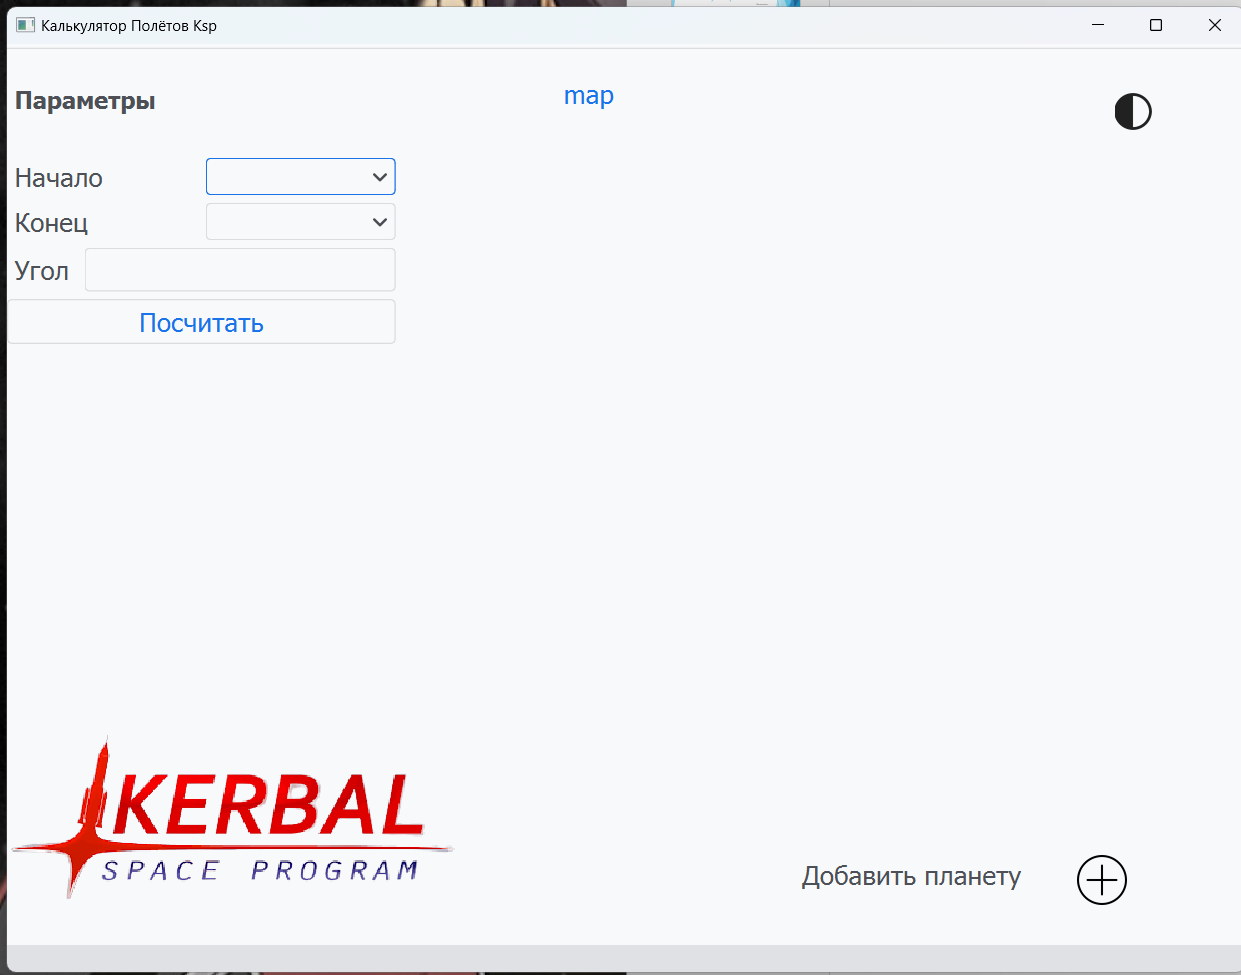 Калькулятор Полётов Ksp
Параметры
map
Начало
Конец
Угол
Посчитать
KERBAL
SPACE PROGRAM
Добавить планету